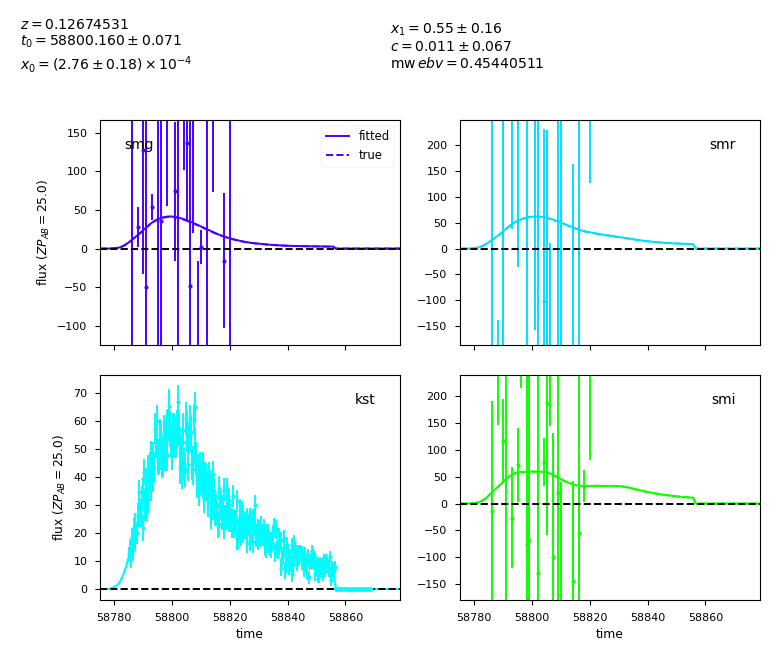 z = 0.12674531
t₀ = 58800.160 ± 0.071
x₀ = (2.76 ± 0.18) × 10⁻⁴
x₁ = 0.55 ± 0.16
c = 0.011 ± 0.067
mw ebv = 0.45440511
smg
fitted
true
150
100
50
0
−50
−100
flux (ZP_AB = 25.0)
smr
200
150
100
50
0
−50
−100
−150
kst
70
60
50
40
30
20
10
0
flux (ZP_AB = 25.0)
58780 58800 58820 58840 58860
time
smi
200
150
100
50
0
−50
−100
−150
58780 58800 58820 58840 58860
time